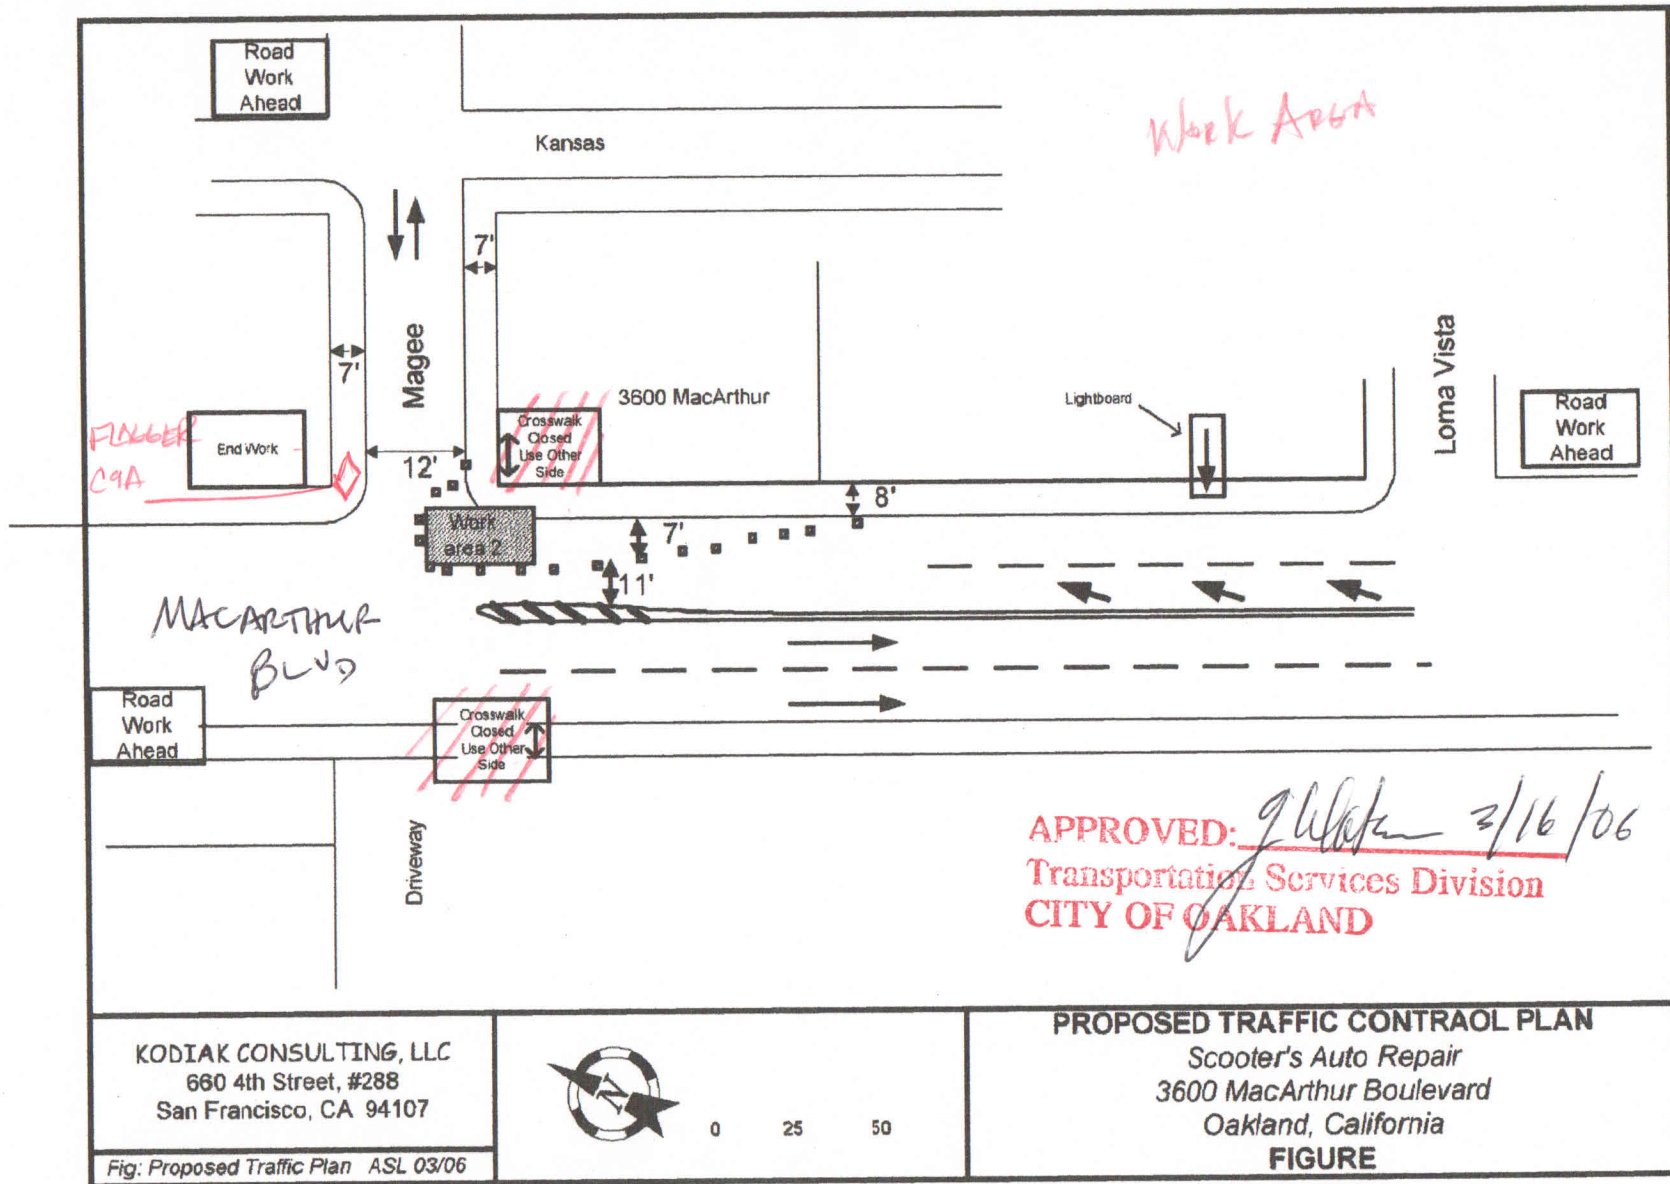 Road
Work
Ahead
Kansas
Work Area
7'
7'
Magee
Loma Vista
3600 MacArthur
Lightboard
Road
Work
Ahead
FLAGGER
C9A
End Work
Crosswalk
Closed
Use Other
Side
12'
8'
Work
area 2
7'
11'
MACARTHUR
BLVD
Road
Work
Ahead
Crosswalk
Closed
Use Other
Side
Driveway
APPROVED: 3/16/06
Transportation Services Division
CITY OF OAKLAND
KODIAK CONSULTING, LLC
660 4th Street, #288
San Francisco, CA 94107
Fig: Proposed Traffic Plan ASL 03/06
N
0 25 50
PROPOSED TRAFFIC CONTRAOL PLAN
Scooter's Auto Repair
3600 MacArthur Boulevard
Oakland, California
FIGURE